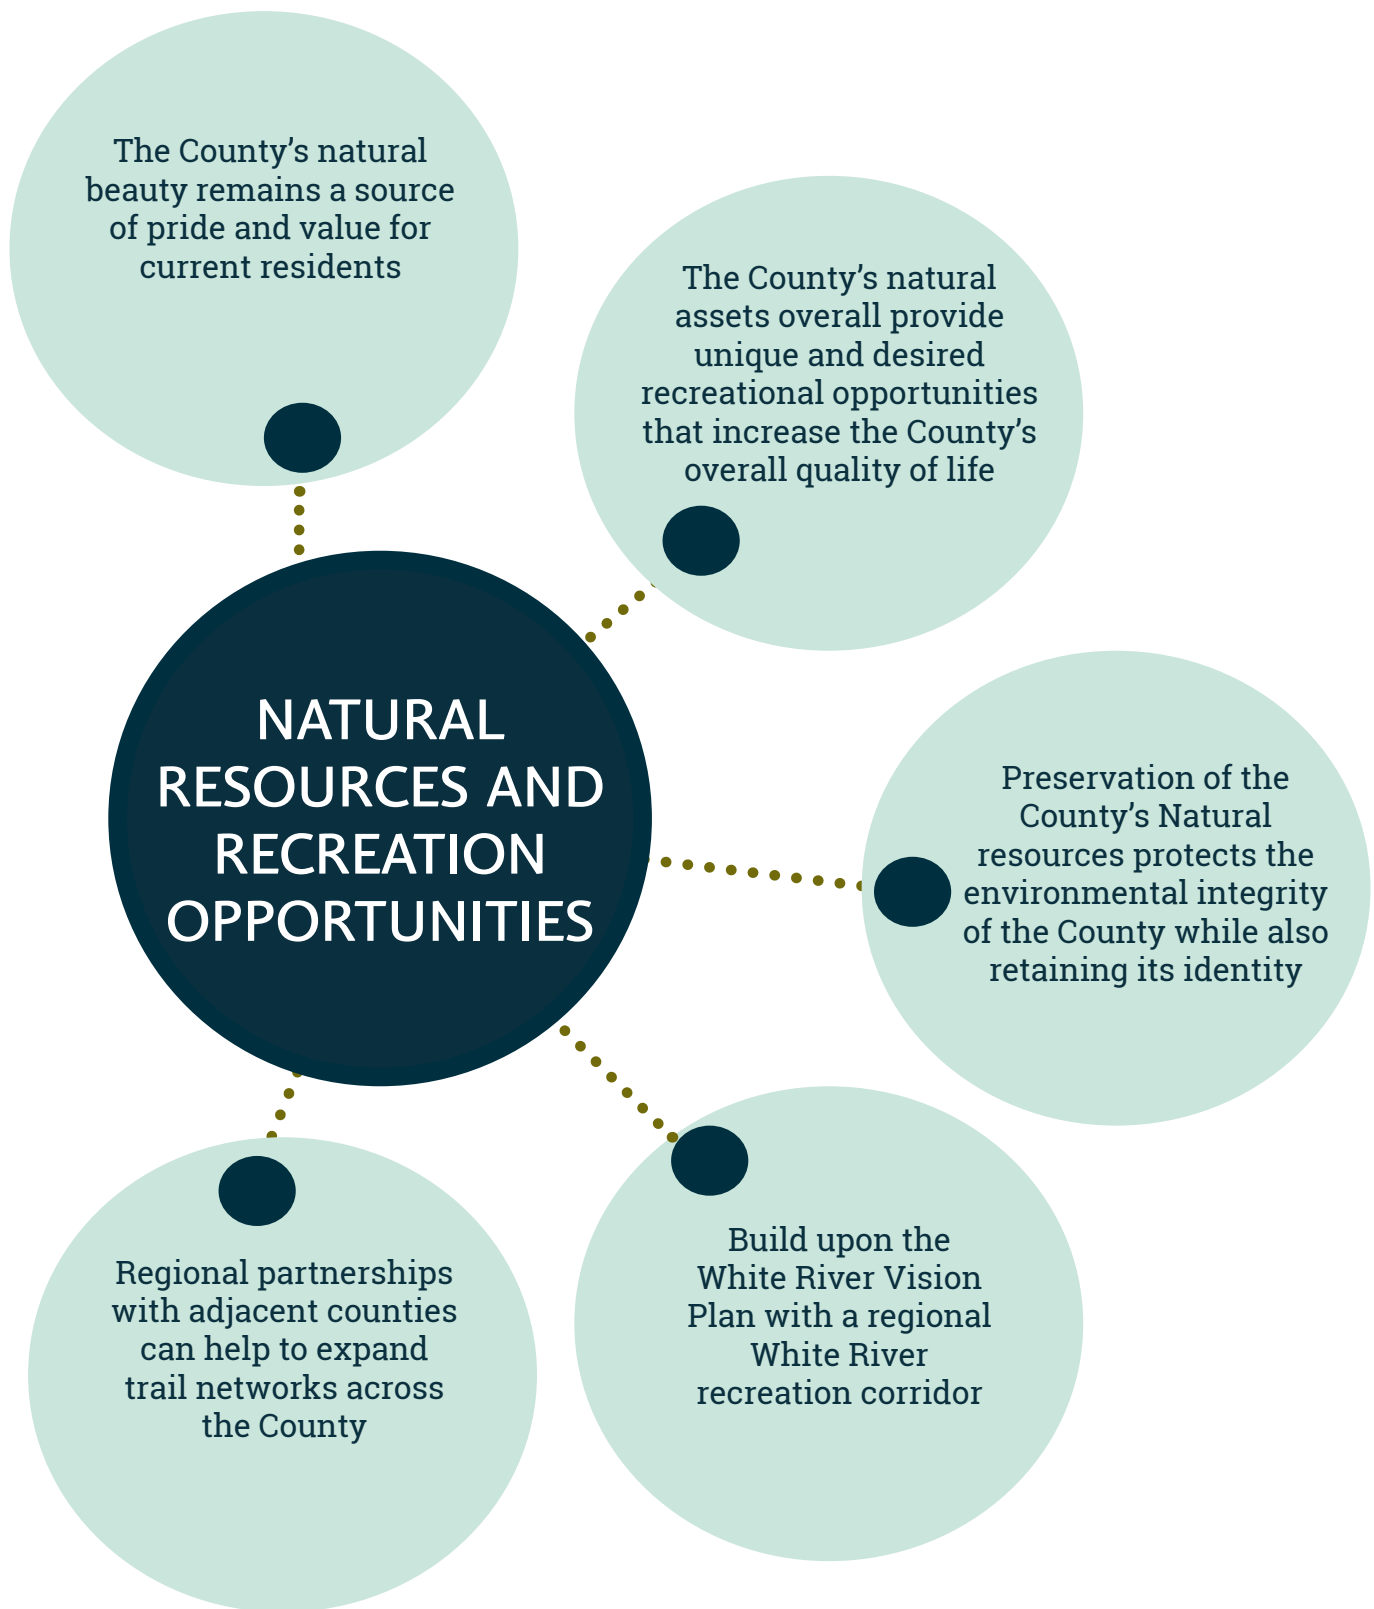 The County’s natural
beauty remains a source
of pride and value for
current residents
The County’s natural
assets overall provide
unique and desired
recreational opportunities
that increase the County’s
overall quality of life
NATURAL
RESOURCES AND
RECREATION
OPPORTUNITIES
Preservation of the
County’s Natural
resources protects the
environmental integrity
of the County while also
retaining its identity
Build upon the
White River Vision
Plan with a regional
White River
recreation corridor
Regional partnerships
with adjacent counties
can help to expand
trail networks across
the County